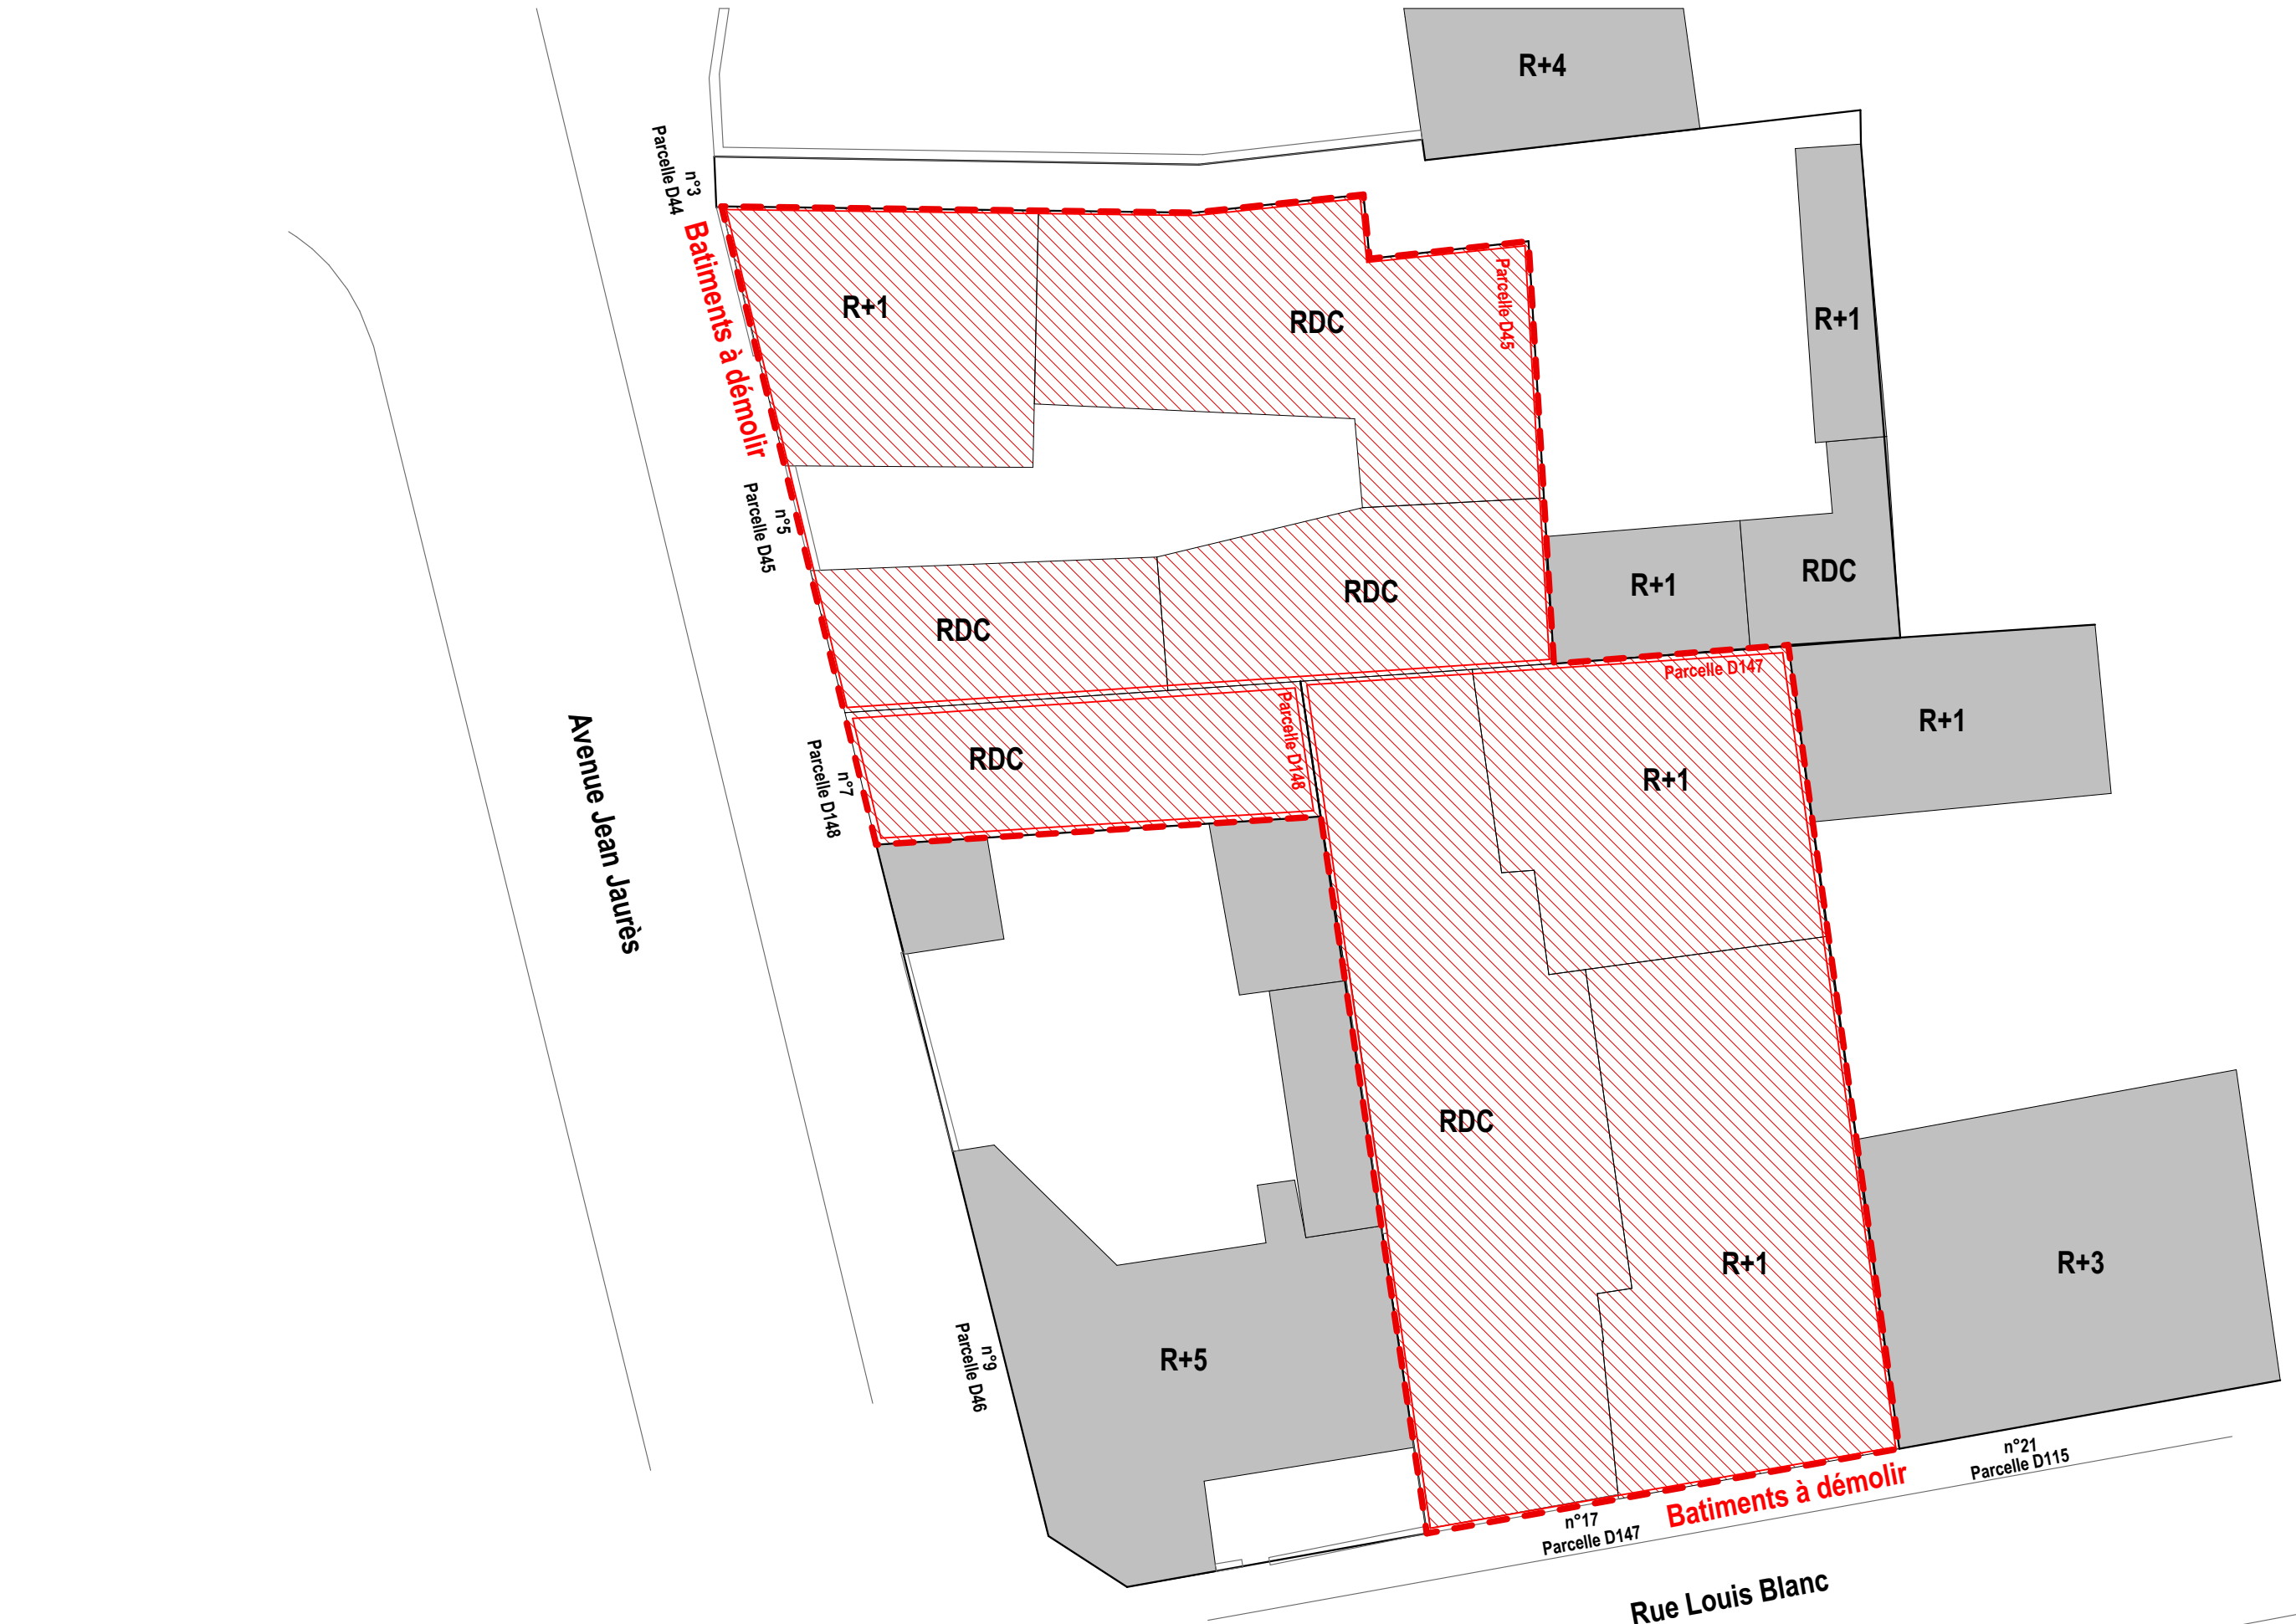 R+4
n°3
Parcelle D44
Batiments à démolir
R+1
RDC
Parcelle D45
R+1
n°5
Parcelle D45
RDC
RDC
R+1
RDC
Parcelle D147
Parcelle D148
RDC
n°7
Parcelle D148
R+1
R+1
Avenue Jean Jaurès
RDC
R+1
R+3
n°9
Parcelle D46
R+5
n°21
Parcelle D115
Batiments à démolir
n°17
Parcelle D147
Rue Louis Blanc